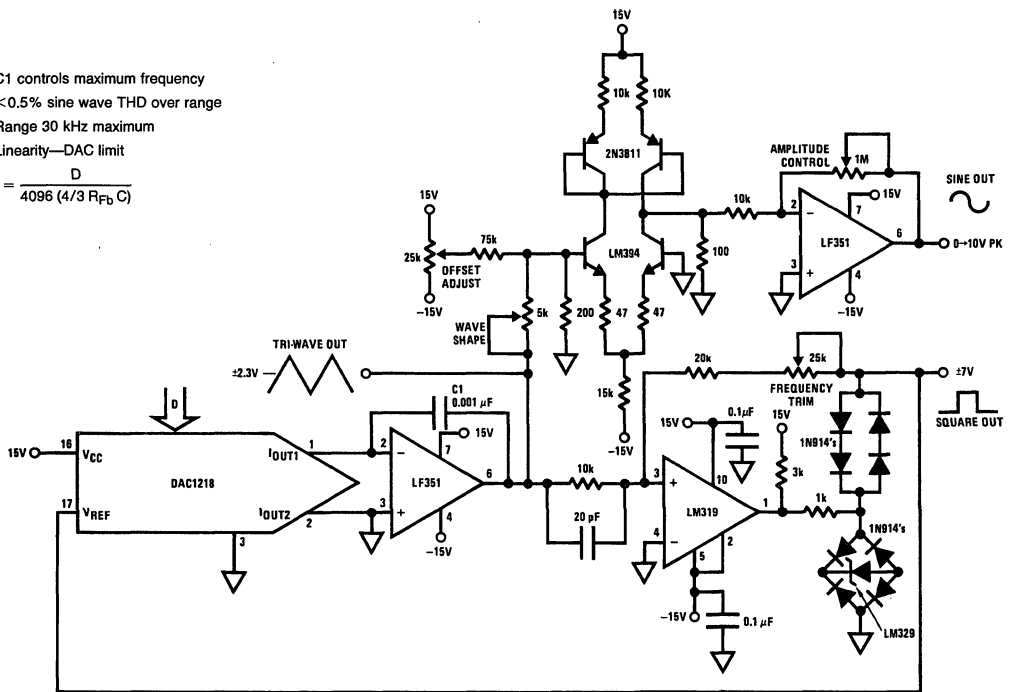 C1 controls maximum frequency
<0.5% sine wave THD over range
Range 30 kHz maximum
Linearity—DAC limit
= D
4096 (4/3 RFb C)
15V
10k
10K
2N3811
AMPLITUDE
CONTROL
1M
15V
SINE OUT
10k
2
7
6
LF351
0→10V PK
3
4
-15V
100
15V
75k
25k
OFFSET
ADJUST
-15V
LM394
5k
WAVE
SHAPE
200
47
47
15k
-15V
TRI-WAVE OUT
±2.3V
20k
25k
FREQUENCY
TRIM
±7V
SQUARE OUT
C1
0.001 μF
15V
0.1μF
15V
3k
1N914's
D
15V
16
VCC
DAC1218
17
VREF
IOUT1
1
IOUT2
2
3
2
7
15V
LF351
6
3
4
-15V
10k
20 pF
3
+
10
LM319
1
1k
4
5
2
-15V
0.1 μF
1N914's
LM329